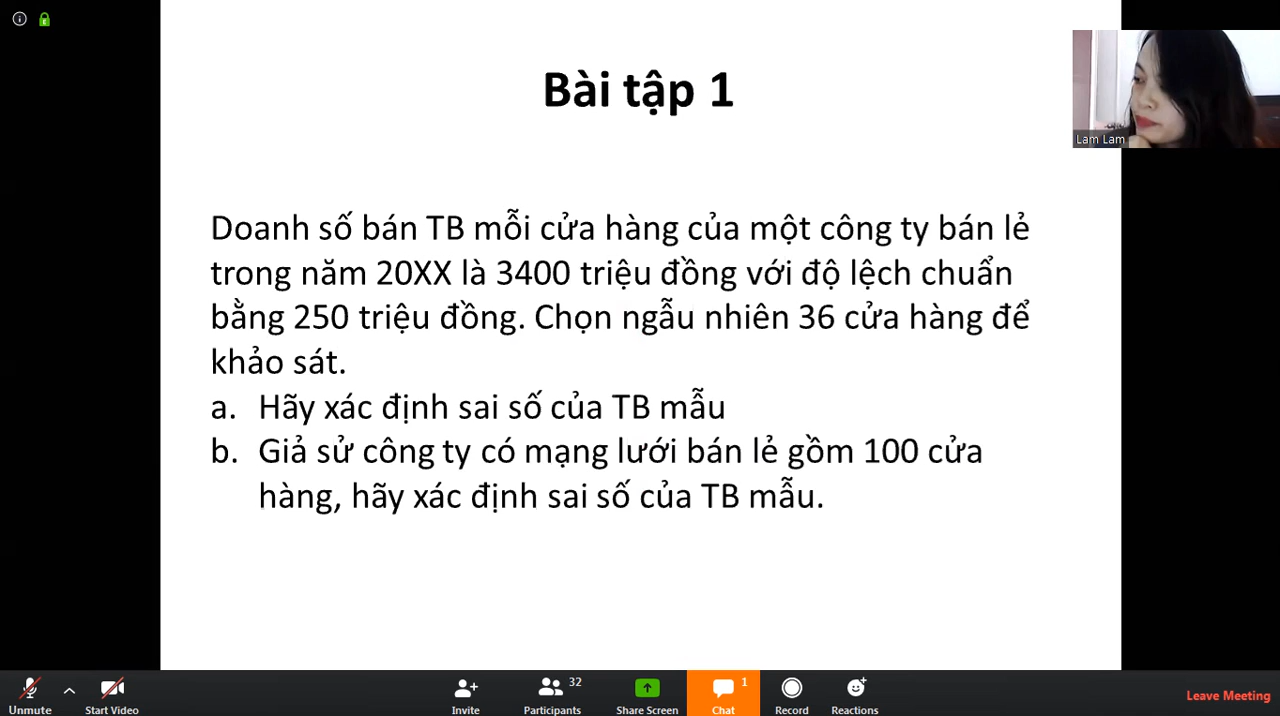 Bài tập 1
Lam Lam
Doanh số bán TB mỗi cửa hàng của một công ty bán lẻ
trong năm 20XX là 3400 triệu đồng với độ lệch chuẩn
bằng 250 triệu đồng. Chọn ngẫu nhiên 36 cửa hàng để
khảo sát.
a. Hãy xác định sai số của TB mẫu
b. Giả sử công ty có mạng lưới bán lẻ gồm 100 cửa
hàng, hãy xác định sai số của TB mẫu.
Unmute
Start Video
Invite
32
Participants
Share Screen
1
Chat
Record
Reactions
Leave Meeting